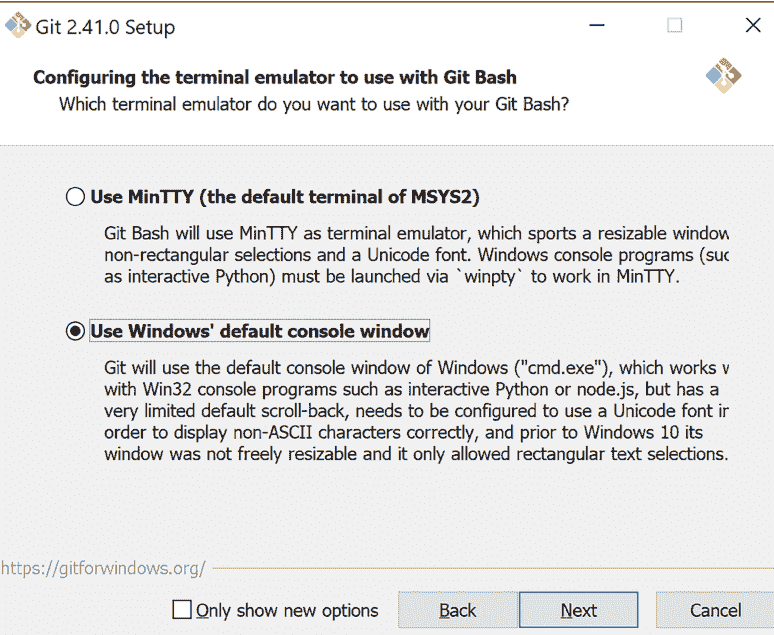 Git 2.41.0 Setup
Configuring the terminal emulator to use with Git Bash
Which terminal emulator do you want to use with your Git Bash?
Use MinTTY (the default terminal of MSYS2)
Git Bash will use MinTTY as terminal emulator, which sports a resizable window
non-rectangular selections and a Unicode font. Windows console programs (suc
as interactive Python) must be launched via `winpty` to work in MinTTY.
Use Windows' default console window
Git will use the default console window of Windows ("cmd.exe"), which works
with Win32 console programs such as interactive Python or node.js, but has a
very limited default scroll-back, needs to be configured to use a Unicode font in
order to display non-ASCII characters correctly, and prior to Windows 10 its
window was not freely resizable and it only allowed rectangular text selections.
https://gitforwindows.org/
Only show new options
Back
Next
Cancel